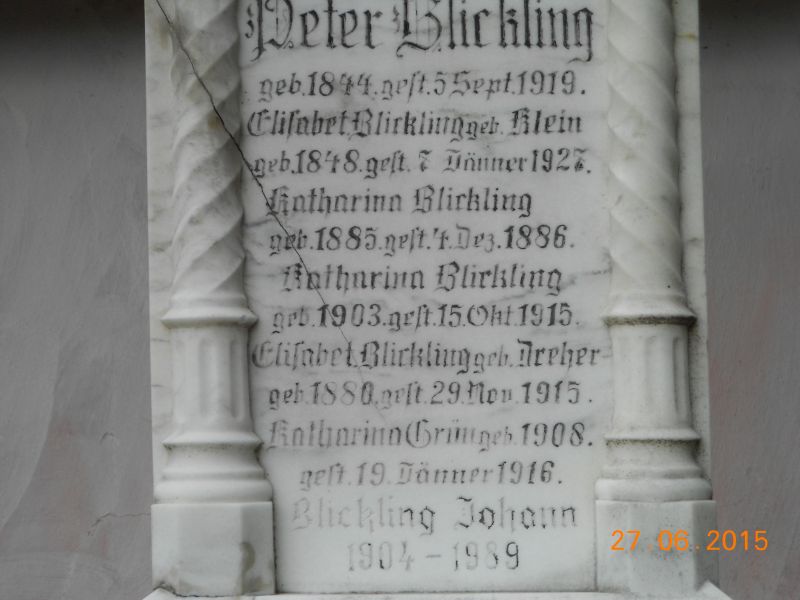 Peter Blickling
geb. 1844. gest. 5 Sept. 1919.
Elisabet Blickling geb. Klein
geb. 1848. gest. 7 Jänner 1927.
Katharina Blickling
geb. 1885. gest. 4. Dez. 1886.
Katharina Blickling
geb. 1903. gest. 15. Okt. 1915.
Elisabet Blickling geb. Dreher
geb. 1880. gest. 29. Nov. 1915.
Katharina Grün geb. 1908.
gest. 19. Jänner 1916.
Blickling Johann
1904 - 1989
27.06.2015